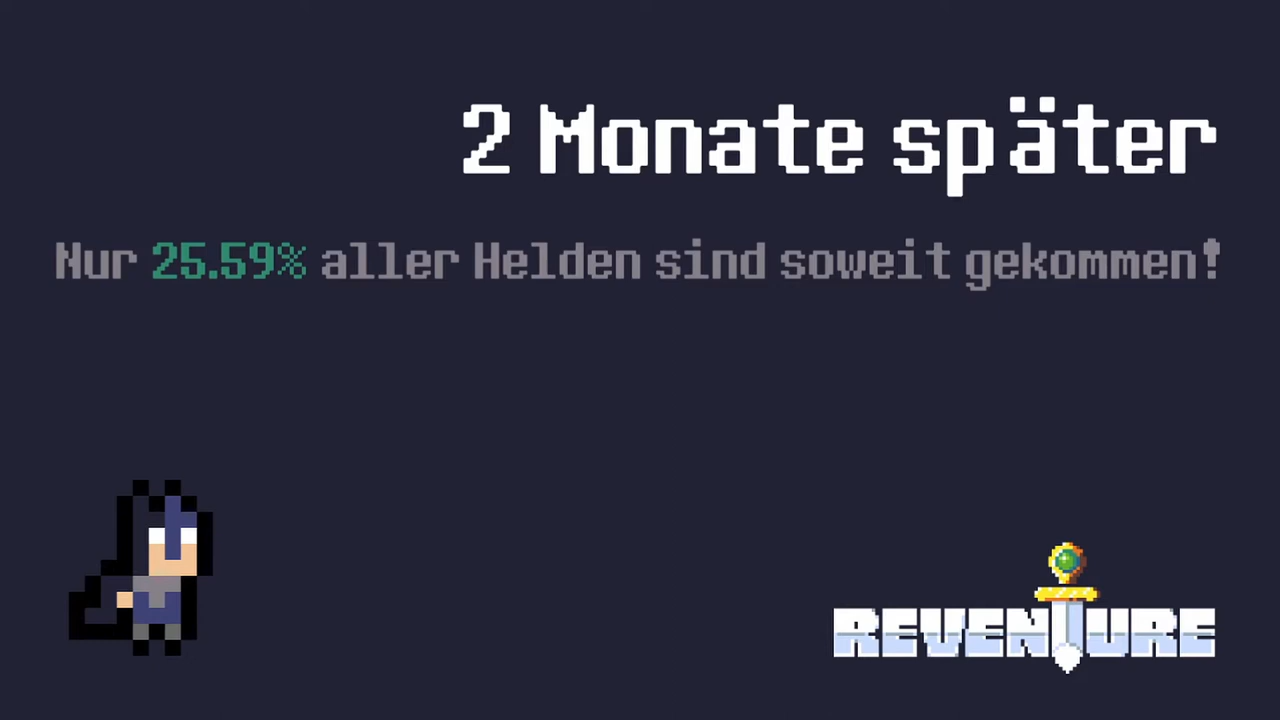 2 Monate später
Nur 25.59% aller Helden sind soweit gekommen!
REVENTURE